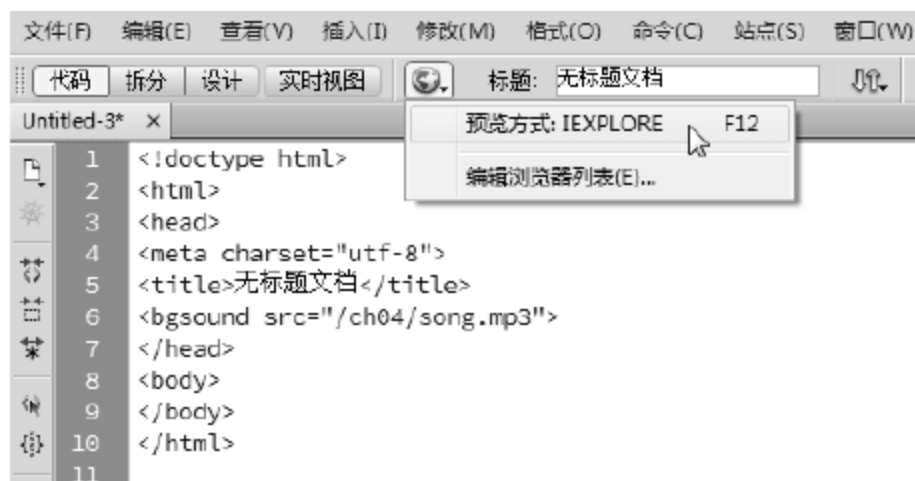 文件(F) 编辑(E) 查看(V) 插入(I) 修改(M) 格式(O) 命令(C) 站点(S) 窗口(W)
代码 拆分 设计 实时视图 标题: 无标题文档
Untitled-3* ×
预览方式: IEXPLORE F12
编辑浏览器列表(E)...
1 <!doctype html>
2 <html>
3 <head>
4 <meta charset="utf-8">
5 <title>无标题文档</title>
6 <bgsound src="/ch04/song.mp3">
7 </head>
8 <body>
9 </body>
10 </html>
11